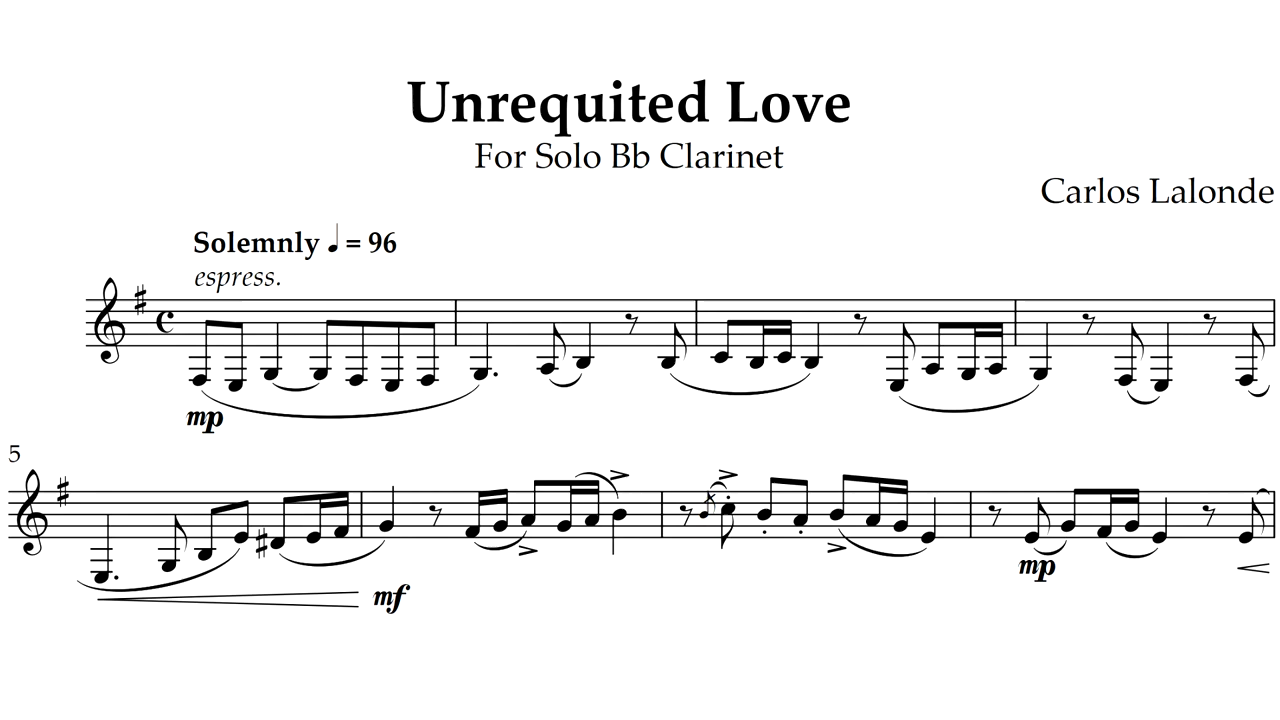 Unrequited Love
For Solo Bb Clarinet
Carlos Lalonde
Solemnly ♩ = 96
espress.
mp
5
mf
mp